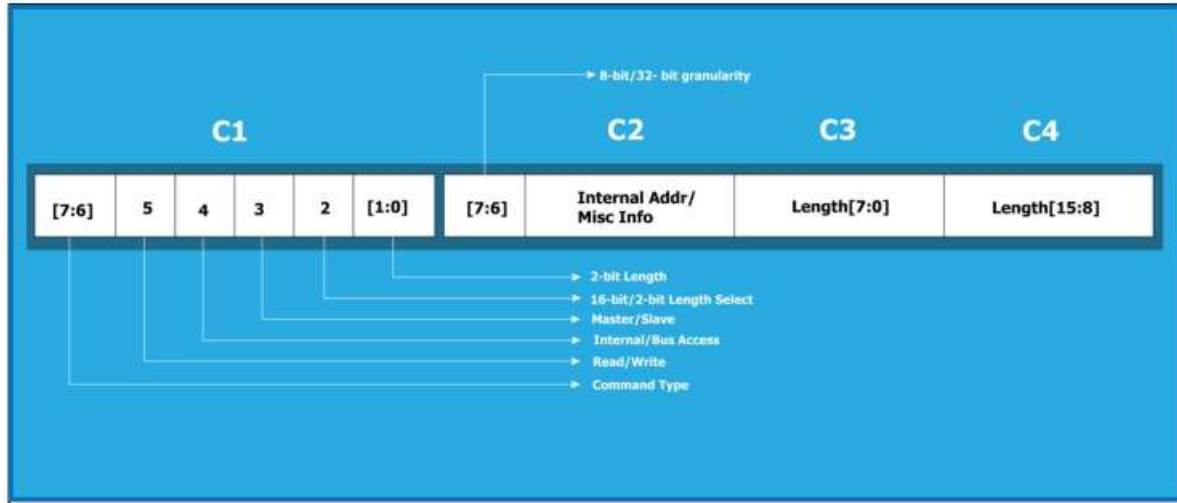 8-bit/32- bit granularity
C1 C2 C3 C4
[7:6] 5 4 3 2 [1:0] [7:6] Internal Addr/ Length[7:0] Length[15:8]
Misc Info
2-bit Length
16-bit/2-bit Length Select
Master/Slave
Internal/Bus Access
Read/Write
Command Type